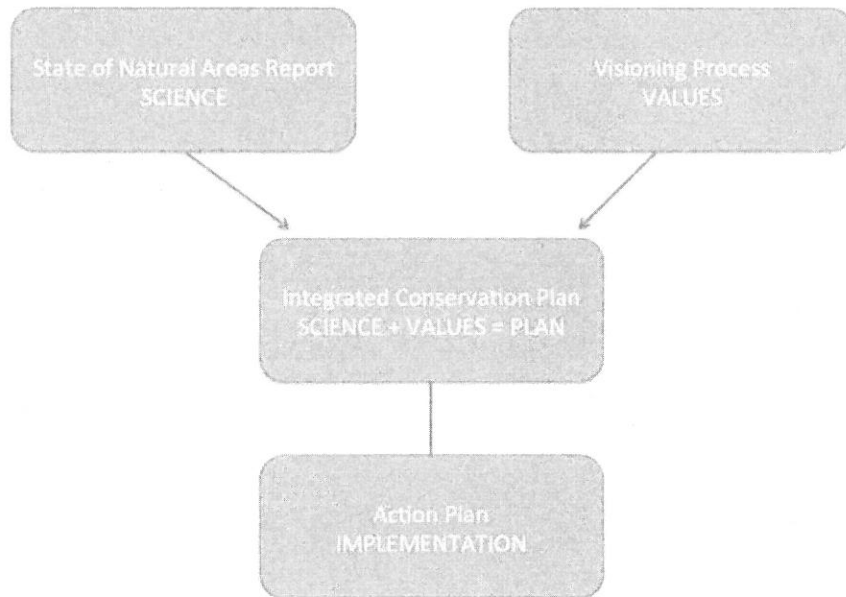 State of Natural Areas Report
SCIENCE
Visioning Process
VALUES
Integrated Conservation Plan
SCIENCE + VALUES = PLAN
Action Plan
IMPLEMENTATION